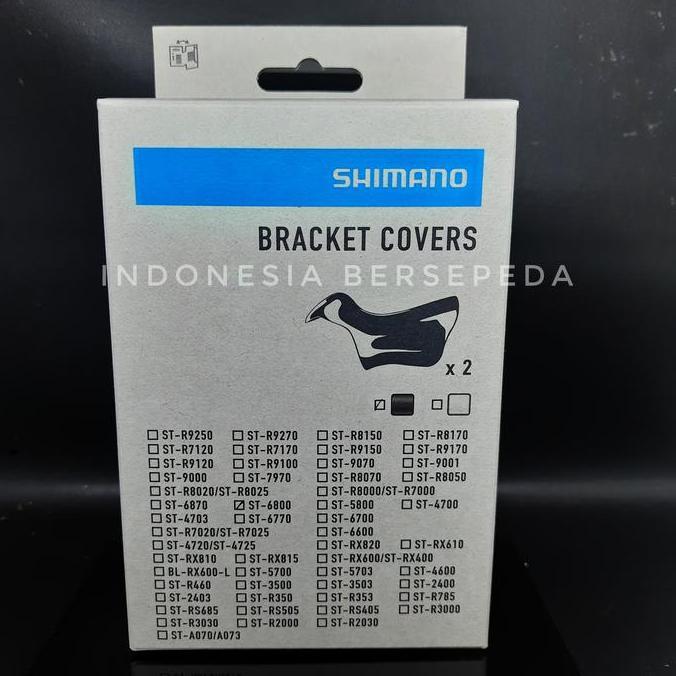 SHIMANO
BRACKET COVERS
INDONESIA BERSEPEDA
x 2
ST-R9250 ST-R9270 ST-R8150 ST-R8170
ST-R7120 ST-R7170 ST-R9150 ST-R9170
ST-R9120 ST-R9100 ST-9070 ST-9001
ST-9000 ST-7970 ST-R8070 ST-R8050
ST-R8020/ST-R8025 ST-R8000/ST-R7000
ST-6870 ST-6800 ST-5800 ST-4700
ST-4703 ST-6770 ST-6700
ST-R7020/ST-R7025 ST-6600
ST-4720/ST-4725 ST-RX820 ST-RX610
ST-RX810 ST-RX815 ST-RX600/ST-RX400
BL-RX600-L ST-5700 ST-5703 ST-4600
ST-R460 ST-3500 ST-3503 ST-2400
ST-2403 ST-R350 ST-R353 ST-R785
ST-RS685 ST-RS505 ST-RS405 ST-R3000
ST-R3030 ST-R2000 ST-R2030
ST-A070/A073